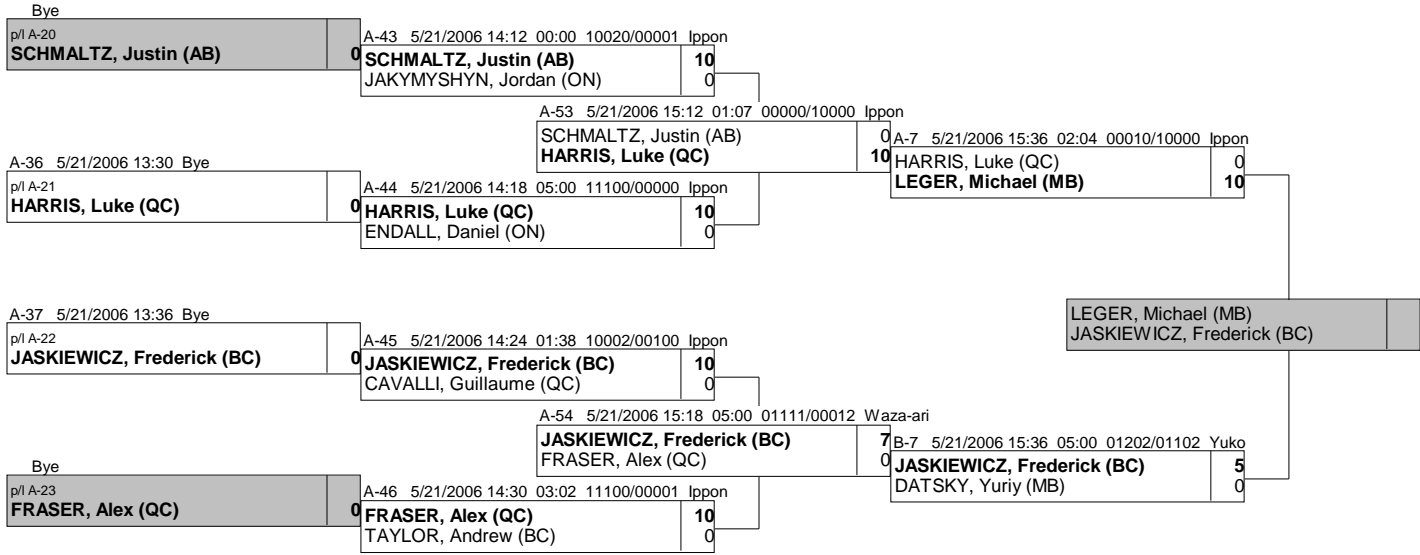 Bye
p/l A-20
SCHMALTZ, Justin (AB) 0
A-36 5/21/2006 13:30 Bye
p/l A-21
HARRIS, Luke (QC) 0
A-37 5/21/2006 13:36 Bye
p/l A-22
JASKIEWICZ, Frederick (BC) 0
Bye
p/l A-23
FRASER, Alex (QC) 0
A-43 5/21/2006 14:12 00:00 10020/00001 Ippon
SCHMALTZ, Justin (AB) 10
JAKYMYSHYN, Jordan (ON) 0
A-44 5/21/2006 14:18 05:00 11100/00000 Ippon
HARRIS, Luke (QC) 10
ENDALL, Daniel (ON) 0
A-45 5/21/2006 14:24 01:38 10002/00100 Ippon
JASKIEWICZ, Frederick (BC) 10
CAVALLI, Guillaume (QC) 0
A-46 5/21/2006 14:30 03:02 11100/00001 Ippon
FRASER, Alex (QC) 10
TAYLOR, Andrew (BC) 0
A-53 5/21/2006 15:12 01:07 00000/10000 Ippon
SCHMALTZ, Justin (AB) 0
HARRIS, Luke (QC) 10
A-54 5/21/2006 15:18 05:00 01111/00012 Waza-ari
JASKIEWICZ, Frederick (BC) 7
FRASER, Alex (QC) 0
A-7 5/21/2006 15:36 02:04 00010/10000 Ippon
HARRIS, Luke (QC) 0
LEGER, Michael (MB) 10
B-7 5/21/2006 15:36 05:00 01202/01102 Yuko
JASKIEWICZ, Frederick (BC) 5
DATSKY, Yuriy (MB) 0
LEGER, Michael (MB)
JASKIEWICZ, Frederick (BC)